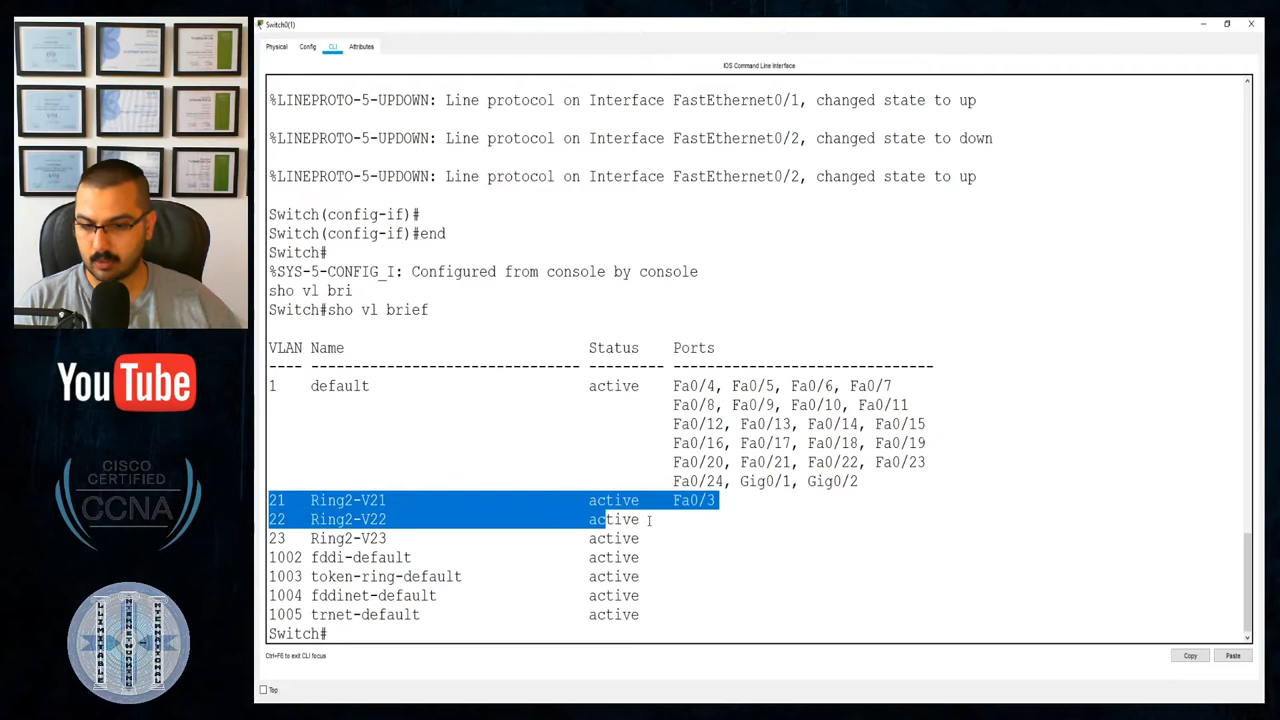 Switch0(1)
Physical Config CLI Attributes
IOS Command Line Interface
%LINEPROTO-5-UPDOWN: Line protocol on Interface FastEthernet0/1, changed state to up
%LINEPROTO-5-UPDOWN: Line protocol on Interface FastEthernet0/2, changed state to down
%LINEPROTO-5-UPDOWN: Line protocol on Interface FastEthernet0/2, changed state to up
Switch(config-if)#
Switch(config-if)#end
Switch#
%SYS-5-CONFIG_I: Configured from console by console
sho vl bri
Switch#sho vl brief
VLAN Name Status Ports
---- -------------------------------- --------- -------------------------------
1 default active Fa0/4, Fa0/5, Fa0/6, Fa0/7
Fa0/8, Fa0/9, Fa0/10, Fa0/11
Fa0/12, Fa0/13, Fa0/14, Fa0/15
Fa0/16, Fa0/17, Fa0/18, Fa0/19
Fa0/20, Fa0/21, Fa0/22, Fa0/23
Fa0/24, Gig0/1, Gig0/2
21 Ring2-V21 active Fa0/3
22 Ring2-V22 active
23 Ring2-V23 active
1002 fddi-default active
1003 token-ring-default active
1004 fddinet-default active
1005 trnet-default active
Switch#
Ctrl+F6 to exit CLI focus
Copy Paste
Top
YouTube
CISCO
CERTIFIED
CCNA
ILLIMITABLE
INTERNETWORKING
INTERNATIONAL